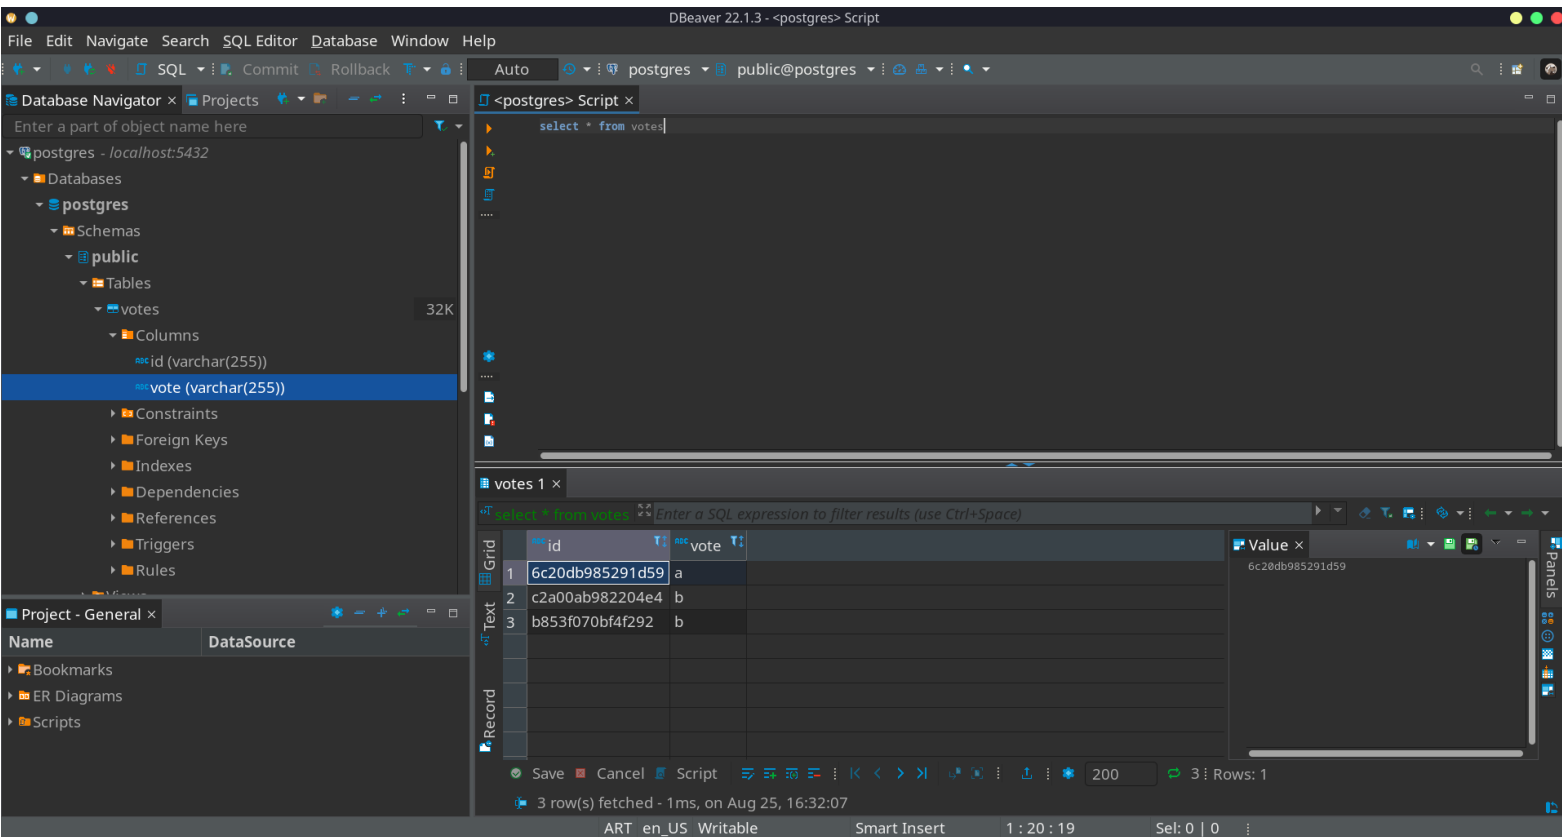 DBeaver 22.1.3 - <postgres> Script
File Edit Navigate Search SQL Editor Database Window Help
SQL Commit Rollback Auto postgres public@postgres
Database Navigator Projects
Enter a part of object name here
postgres - localhost:5432
Databases
postgres
Schemas
public
Tables
votes 32K
Columns
id (varchar(255))
vote (varchar(255))
Constraints
Foreign Keys
Indexes
Dependencies
References
Triggers
Rules
Project - General
Name DataSource
Bookmarks
ER Diagrams
Scripts
<postgres> Script
select * from votes
votes 1
select * from votes Enter a SQL expression to filter results (use Ctrl+Space)
Grid
Text
Record
id vote
1 6c20db985291d59 a
2 c2a00ab982204e4 b
3 b853f070bf4f292 b
Value
6c20db985291d59
Panels
Save Cancel Script 200 3 Rows: 1
3 row(s) fetched - 1ms, on Aug 25, 16:32:07
ART en_US Writable Smart Insert 1 : 20 : 19 Sel: 0 | 0